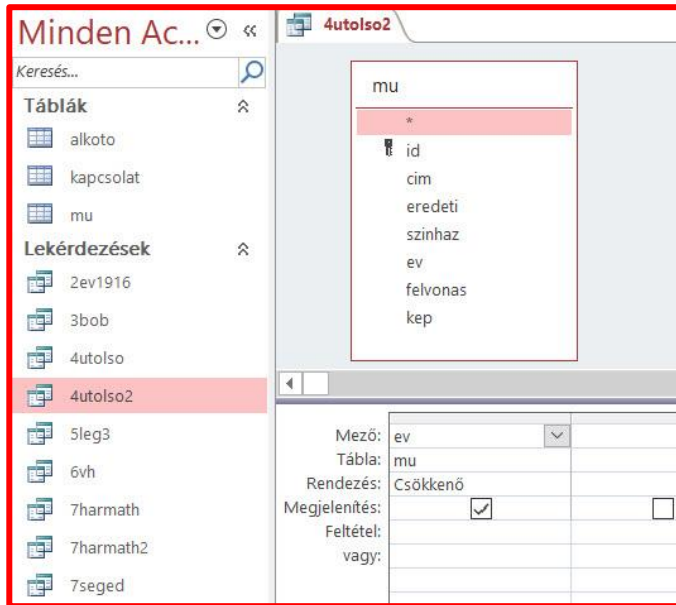 Minden Ac...
Keresés...
Táblák
alkoto
kapcsolat
mu
Lekérdezések
2ev1916
3bob
4utolso
4utolso2
5leg3
6vh
7harmath
7harmath2
7seged
4utolso2
mu
*
id
cim
eredeti
szinhaz
ev
felvonas
kep
Mező: ev
Tábla: mu
Rendezés: Csökkenő
Megjelenítés:
Feltétel:
vagy: